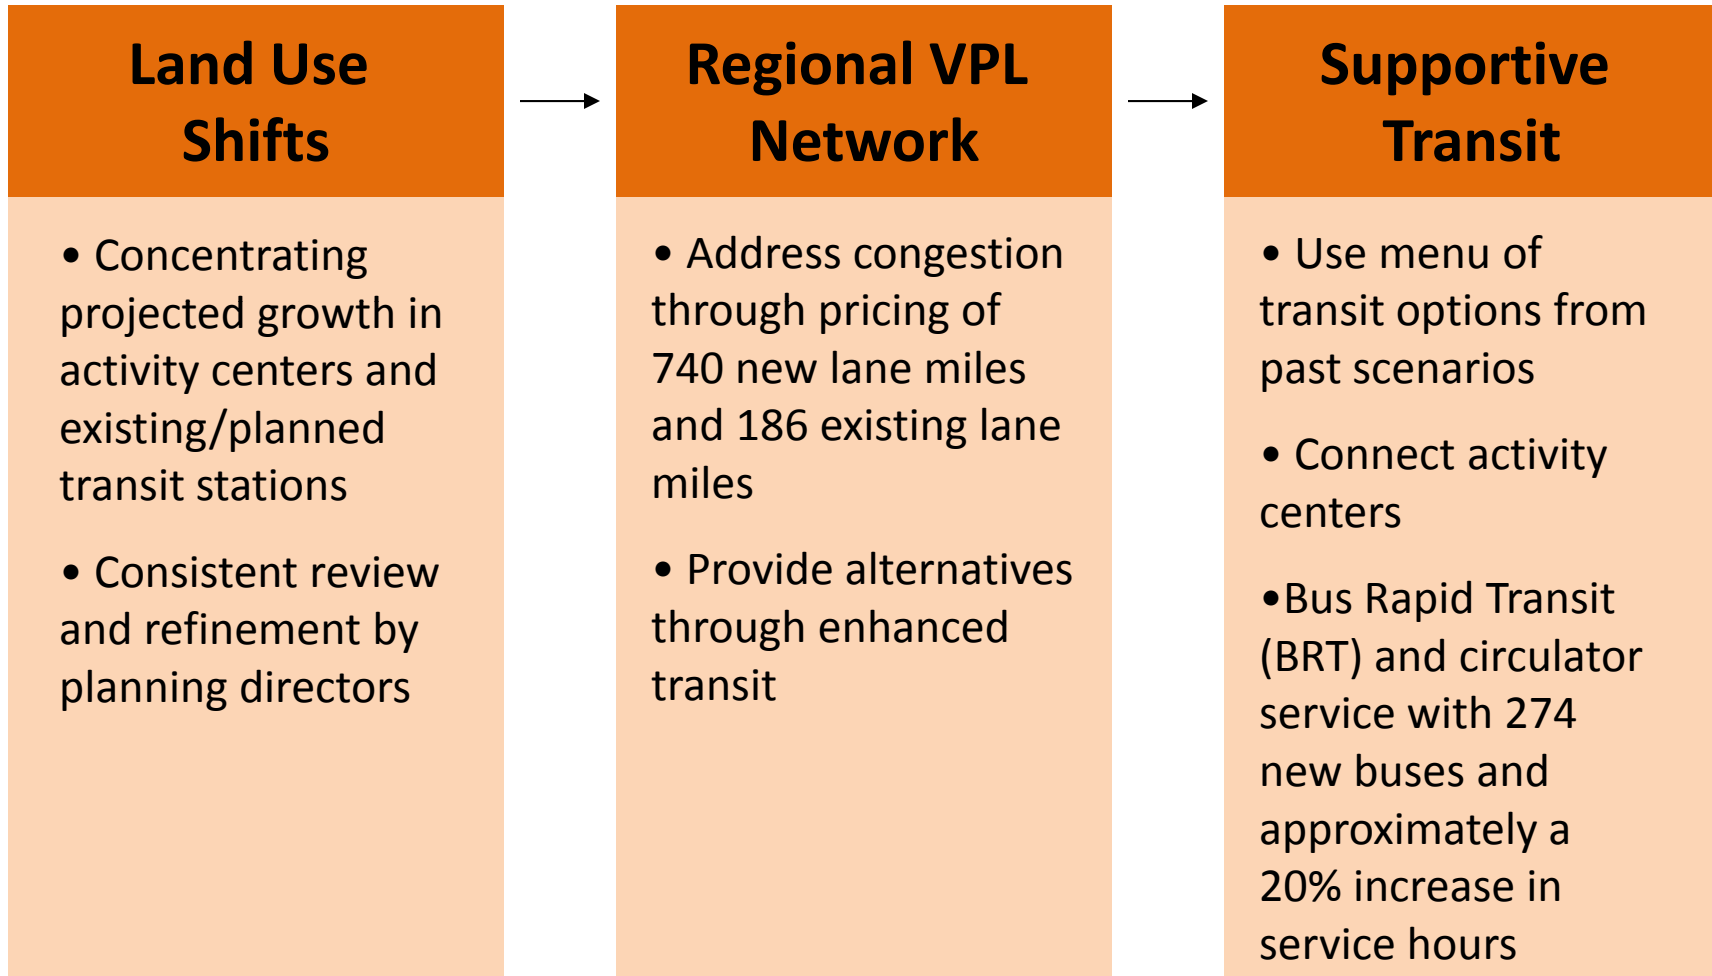 Land Use
Shifts
• Concentrating
projected growth in
activity centers and
existing/planned
transit stations
• Consistent review
and refinement by
planning directors
Regional VPL
Network
• Address congestion
through pricing of
740 new lane miles
and 186 existing lane
miles
• Provide alternatives
through enhanced
transit
Supportive
Transit
• Use menu of
transit options from
past scenarios
• Connect activity
centers
•Bus Rapid Transit
(BRT) and circulator
service with 274
new buses and
approximately a
20% increase in
service hours